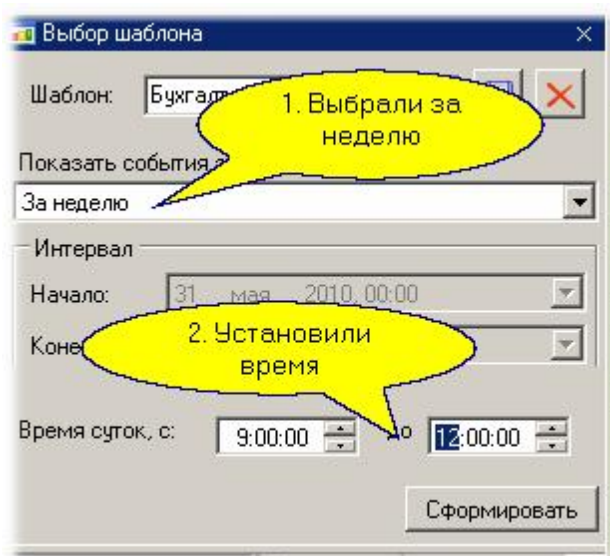 Выбор шаблона
Шаблон:
1. Выбрали за
неделю
Показать события
За неделю
Интервал
Начало: 31 мая 2010, 00:00
2. Установили
время
Время суток, с: 9:00:00 до 12:00:00
Сформировать